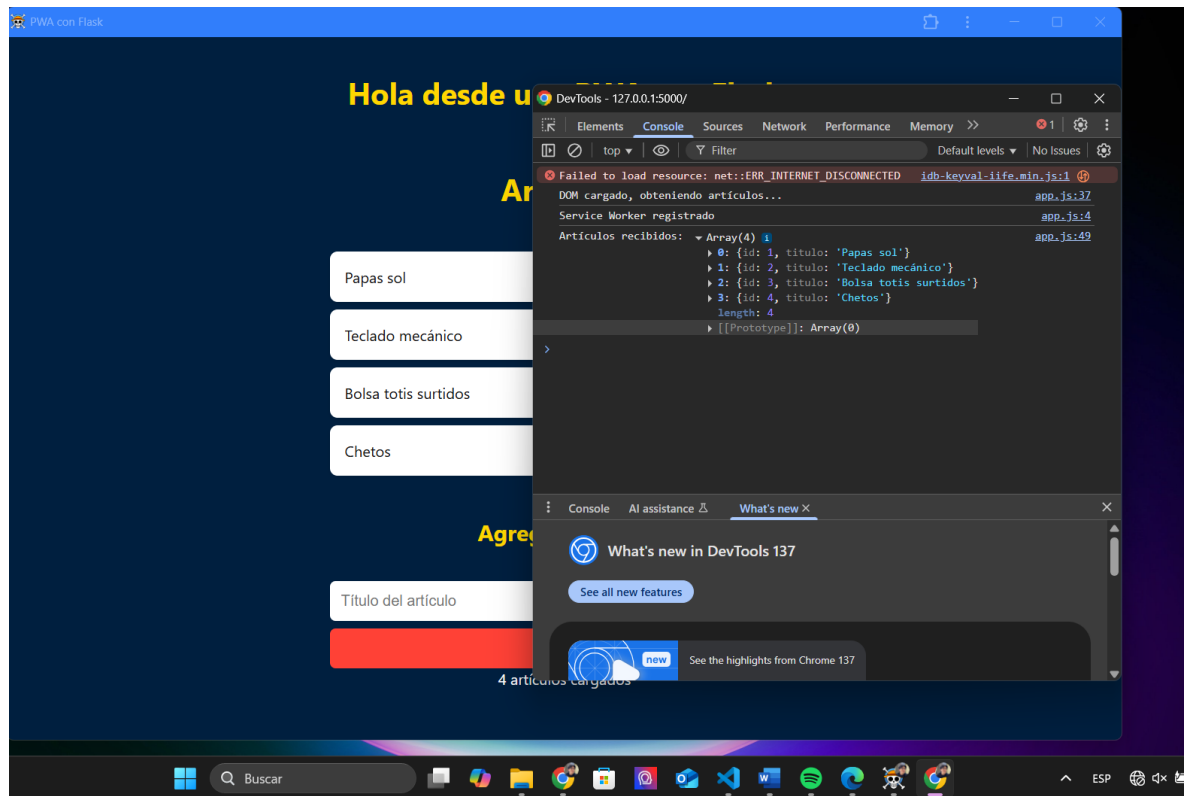 PWA con Flask
Hola desde u
DevTools - 127.0.0.1:5000/
Elements Console Sources Network Performance Memory 1
top Filter Default levels No Issues
Failed to load resource: net::ERR_INTERNET_DISCONNECTED idb-keyval-iife.min.js:1
DOM cargado, obteniendo artículos... app.js:37
Service Worker registrado app.js:4
Artículos recibidos: Array(4) app.js:49
0: {id: 1, titulo: 'Papas sol'}
1: {id: 2, titulo: 'Teclado mecánico'}
2: {id: 3, titulo: 'Bolsa totis surtidos'}
3: {id: 4, titulo: 'Chetos'}
length: 4
[[Prototype]]: Array(0)
Ar
Papas sol
Teclado mecánico
Bolsa totis surtidos
Chetos
Agre
Título del artículo
4 artículos cargados
Console AI assistance What's new
What's new in DevTools 137
See all new features
new
See the highlights from Chrome 137
Buscar
ESP